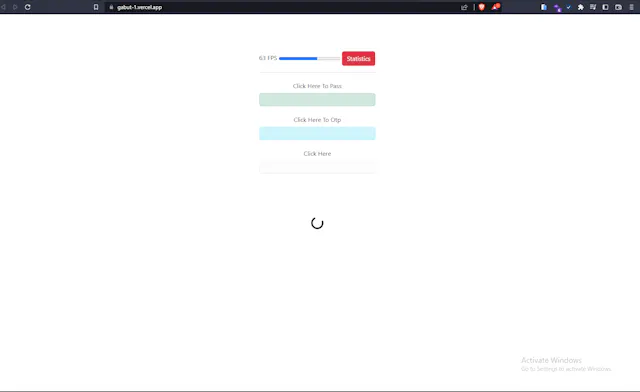 gabut-1.vercel.app
63 FPS
Statistics
Click Here To Pass
Click Here To Otp
Click Here
Activate Windows
Go to Settings to activate Windows.